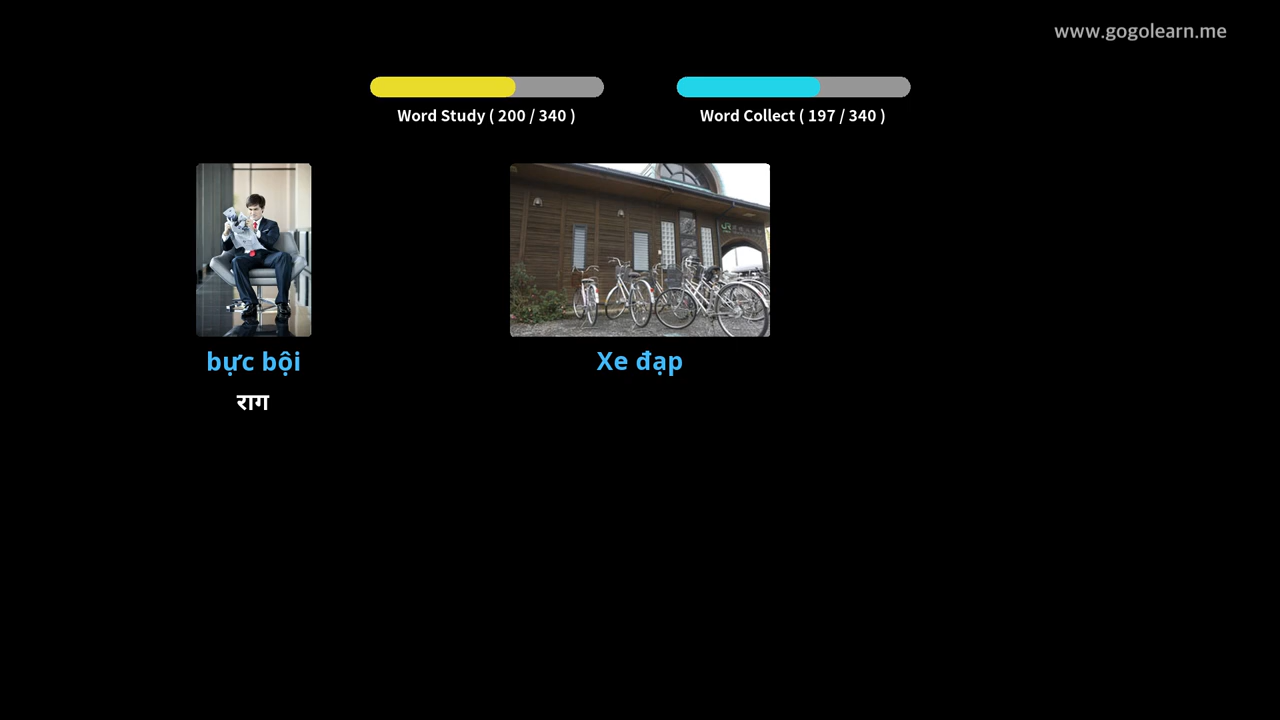 www.gogolearn.me
Word Study ( 200 / 340 )
Word Collect ( 197 / 340 )
bực bội
राग
Xe đạp